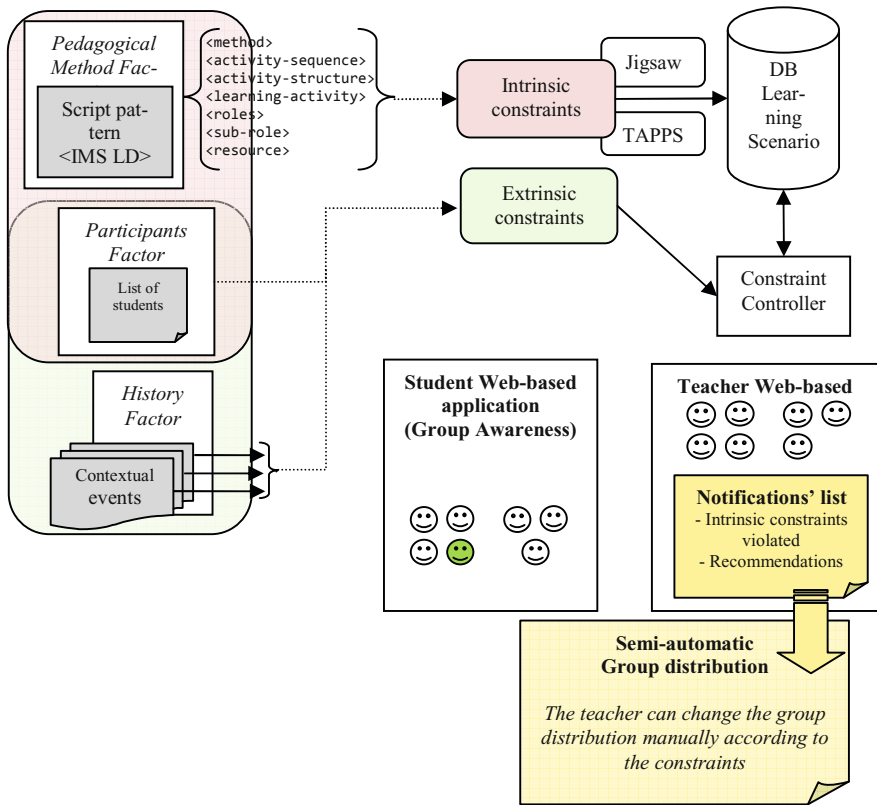 Pedagogical
Method Fac-
Script pat-
tern
<IMS LD>
<method>
<activity-sequence>
<activity-structure>
<learning-activity>
<roles>
<sub-role>
<resource>
Intrinsic
constraints
Jigsaw
TAPPS
DB
Lear-
ning
Scenario
Participants
Factor
List of
students
Extrinsic
constraints
Constraint
Controller
History
Factor
Contextual
events
Student Web-based
application
(Group Awareness)
Teacher Web-based
Notifications’ list
- Intrinsic constraints
violated
- Recommendations
Semi-automatic
Group distribution
The teacher can change the group
distribution manually according to
the constraints